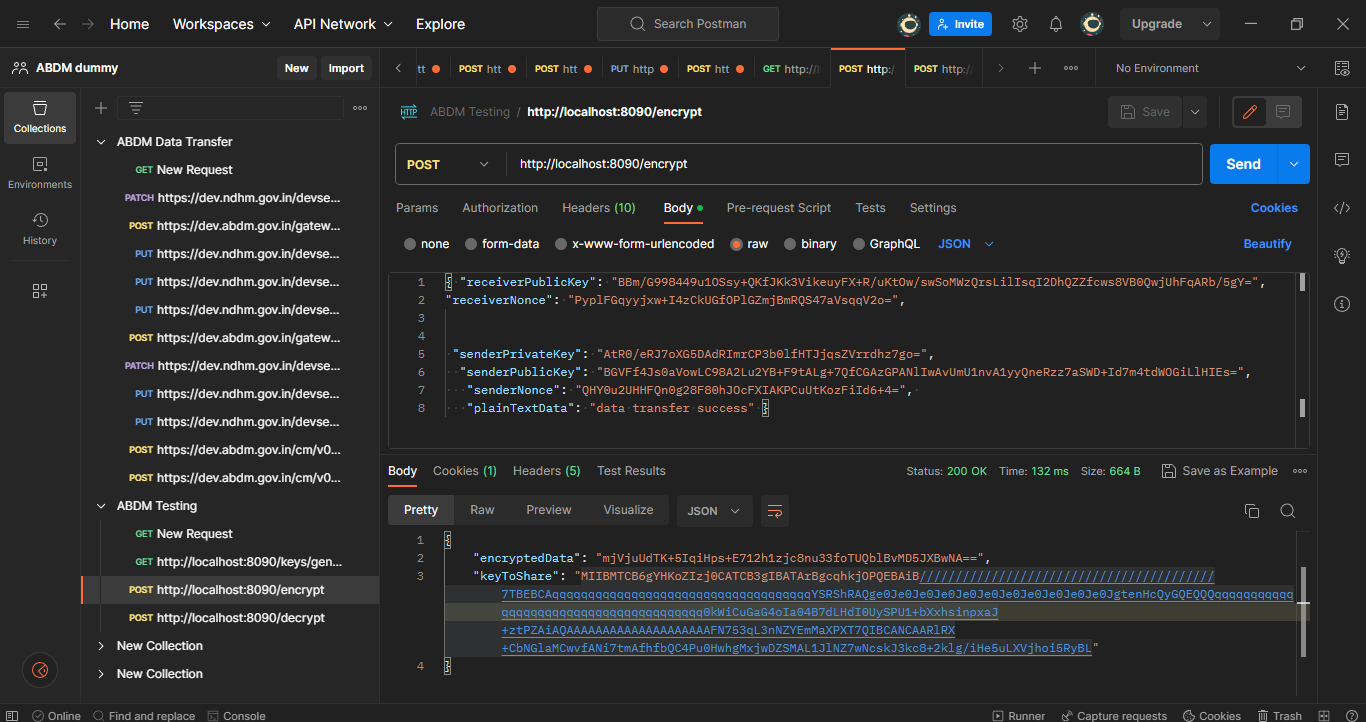 Home Workspaces API Network Explore Search Postman Invite Upgrade
ABDM dummy New Import
tt POST htt POST htt PUT http POST htt GET http://l POST http:/ POST http:/ No Environment
Collections
Environments
History
ABDM Data Transfer
GET New Request
PATCH https://dev.ndhm.gov.in/devse...
POST https://dev.abdm.gov.in/gatew...
PUT https://dev.ndhm.gov.in/devse...
PUT https://dev.ndhm.gov.in/devse...
PUT https://dev.ndhm.gov.in/devse...
POST https://dev.abdm.gov.in/gatew...
PATCH https://dev.ndhm.gov.in/devse...
PUT https://dev.ndhm.gov.in/devse...
PUT https://dev.ndhm.gov.in/devse...
POST https://dev.abdm.gov.in/cm/v0...
POST https://dev.abdm.gov.in/cm/v0...
ABDM Testing
GET New Request
GET http://localhost:8090/keys/gen...
POST http://localhost:8090/encrypt
POST http://localhost:8090/decrypt
New Collection
New Collection
HTTP ABDM Testing / http://localhost:8090/encrypt Save
POST http://localhost:8090/encrypt Send
Params Authorization Headers (10) Body Pre-request Script Tests Settings Cookies
none form-data x-www-form-urlencoded raw binary GraphQL JSON Beautify
1 { "receiverPublicKey": "BBm/G998449u1OSsy+QKfJKk3VikeuyFX+R/uKtOw/swSoMWzQrsLilIsqI2DhQZZfcws8VB0QwjUhFqARb/5gY=",
2 "receiverNonce": "PyplFGqyyjxw+I4zCkUGfOPlGZmjBmRQS47aVsqqV2o=",
3
4
5 "senderPrivateKey": "AtR0/eRJ7oXG5DAdRImrCP3b0lfHTJjqsZVrrdhz7go=",
6 "senderPublicKey": "BGVFf4Js0aVowLC98A2Lu2YB+F9tALg+7QfCGAzGPANlIwAvUmU1nvA1yyQneRzz7aSWD+Id7m4tdWOGiLlHIEs=",
7 "senderNonce": "QHY0u2UHHFQn0g28F80hJOcFXIAKPCuUtKozFiId6+4=",
8 "plainTextData": "data transfer success" }
Body Cookies (1) Headers (5) Test Results Status: 200 OK Time: 132 ms Size: 664 B Save as Example
Pretty Raw Preview Visualize JSON
1 {
2 "encryptedData": "mjVjuUdTK+5IqiHps+E712h1zjc8nu33foTUQblBvMD5JXBwNA==",
3 "keyToShare": "MIIBMTCB6gYHKoZIzj0CATCB3gIBATArBgcqhkjOPQEBAiB/////////////////////////////////////////
7TBEBCAqqqqqqqqqqqqqqqqqqqqqqqqqqqqqqqqqqqqqYSRShRAQge0Je0Je0Je0Je0Je0Je0Je0Je0Je0Je0JgtenHcQyGQEQQQqqqqqqqqqqq
qqqqqqqqqqqqqqqqqqqqqqqqqqqq0kWiCuGaG4oIa04B7dLHdI0UySPU1+bXxhsinpxaJ
+ztPZAiAQAAAAAAAAAAAAAAAAAAAAFN753qL3nNZYEmMaXPXT7QIBCANCAARlRX
+CbNGlaMCwvfANi7tmAfhfbQC4Pu0HwhgMxjwDZSMAL1JlNZ7wNcskJ3kc8+2klg/iHe5uLXVjhoi5RyBL"
4 }
Online Find and replace Console Runner Capture requests Cookies Trash